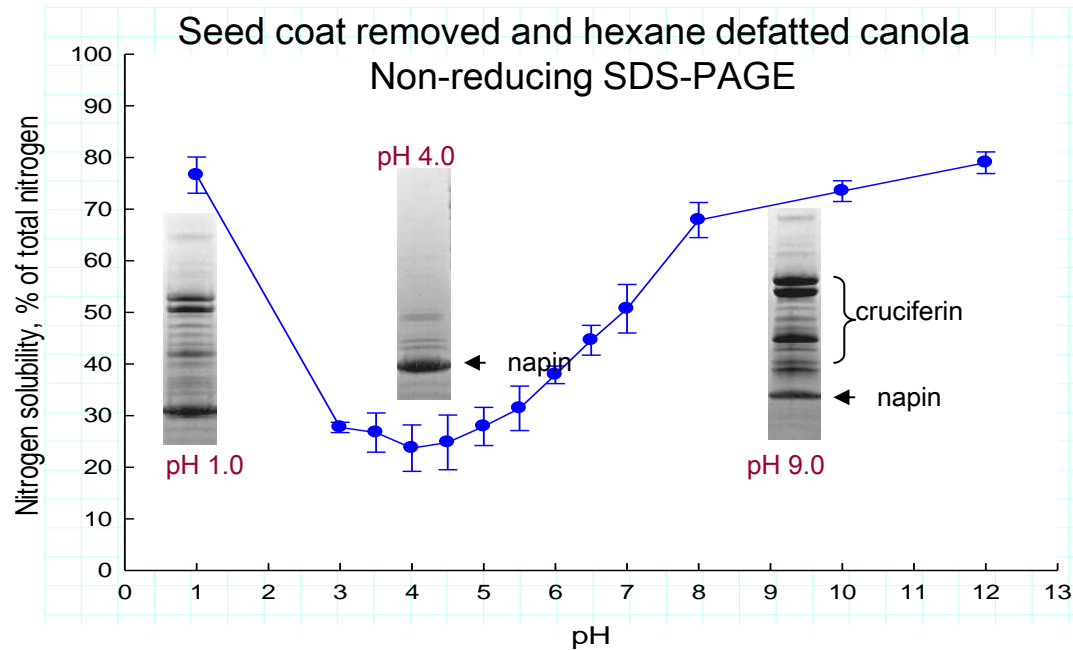 Seed coat removed and hexane defatted canola
Non-reducing SDS-PAGE
Nitrogen solubility, % of total nitrogen
100
90
80
70
60
50
40
30
20
10
0
pH 4.0
napin
pH 1.0
cruciferin
napin
pH 9.0
0 1 2 3 4 5 6 7 8 9 10 11 12 13
pH